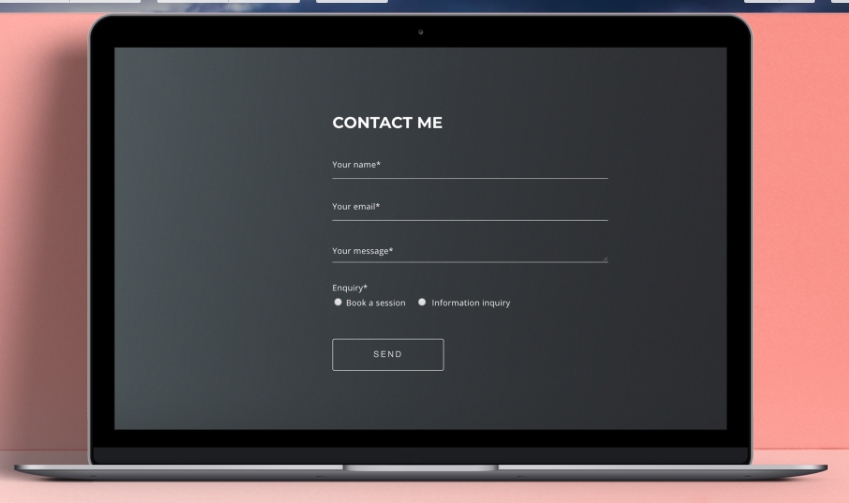 CONTACT ME
Your name*
Your email*
Your message*
Enquiry*
Book a session Information inquiry
SEND